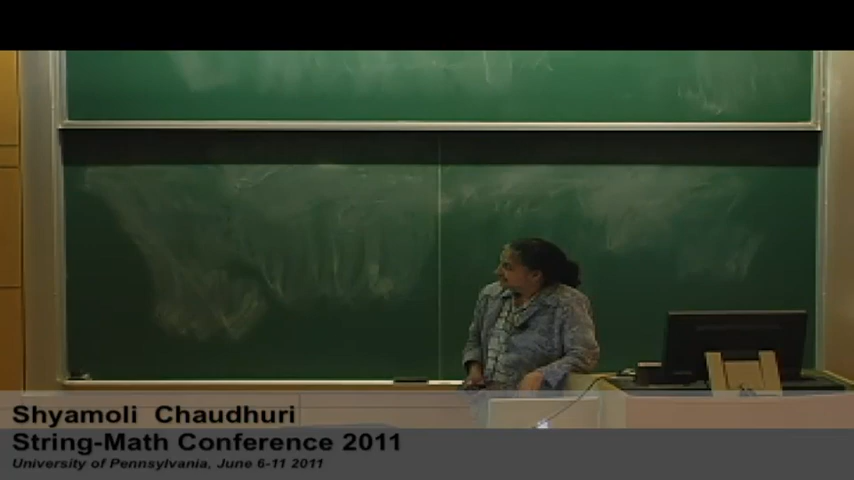 Shyamoli Chaudhuri
String-Math Conference 2011
University of Pennsylvania, June 6-11 2011